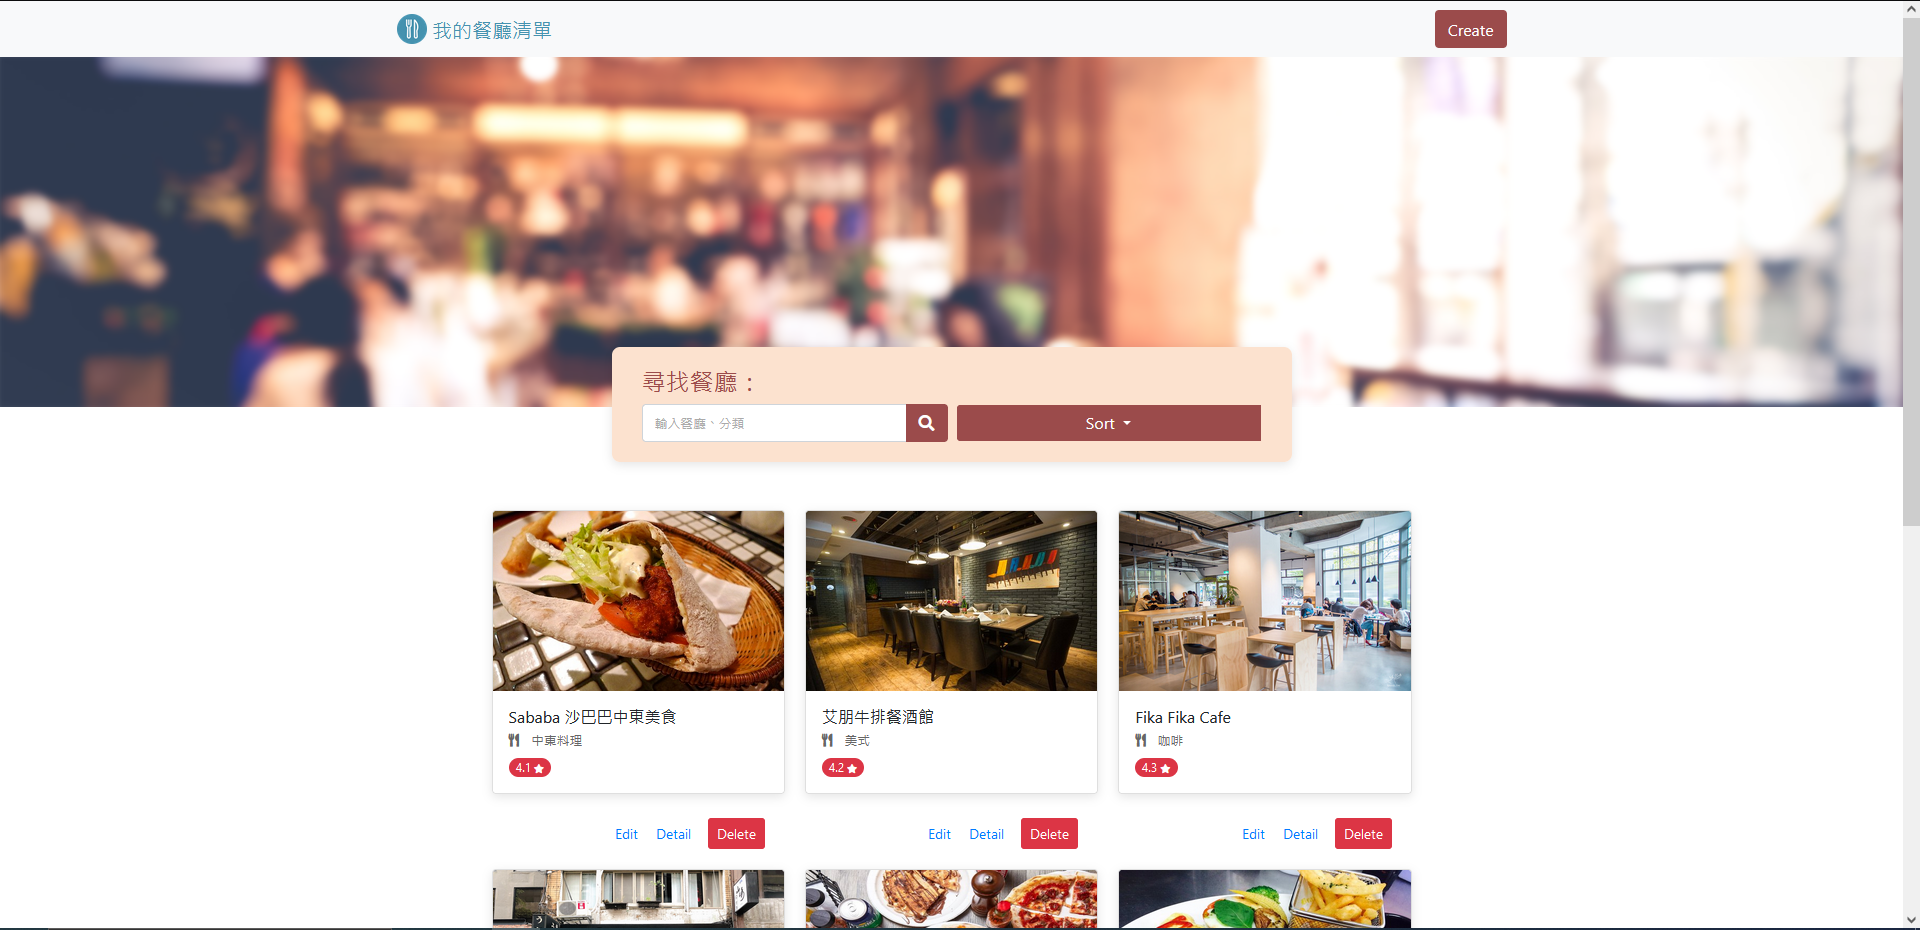 我的餐廳清單
Create
尋找餐廳：
輸入餐廳、分類
Sort
Sababa 沙巴巴中東美食
中東料理
4.1
艾朋牛排餐酒館
美式
4.2
Fika Fika Cafe
咖啡
4.3
Edit Detail Delete
Edit Detail Delete
Edit Detail Delete